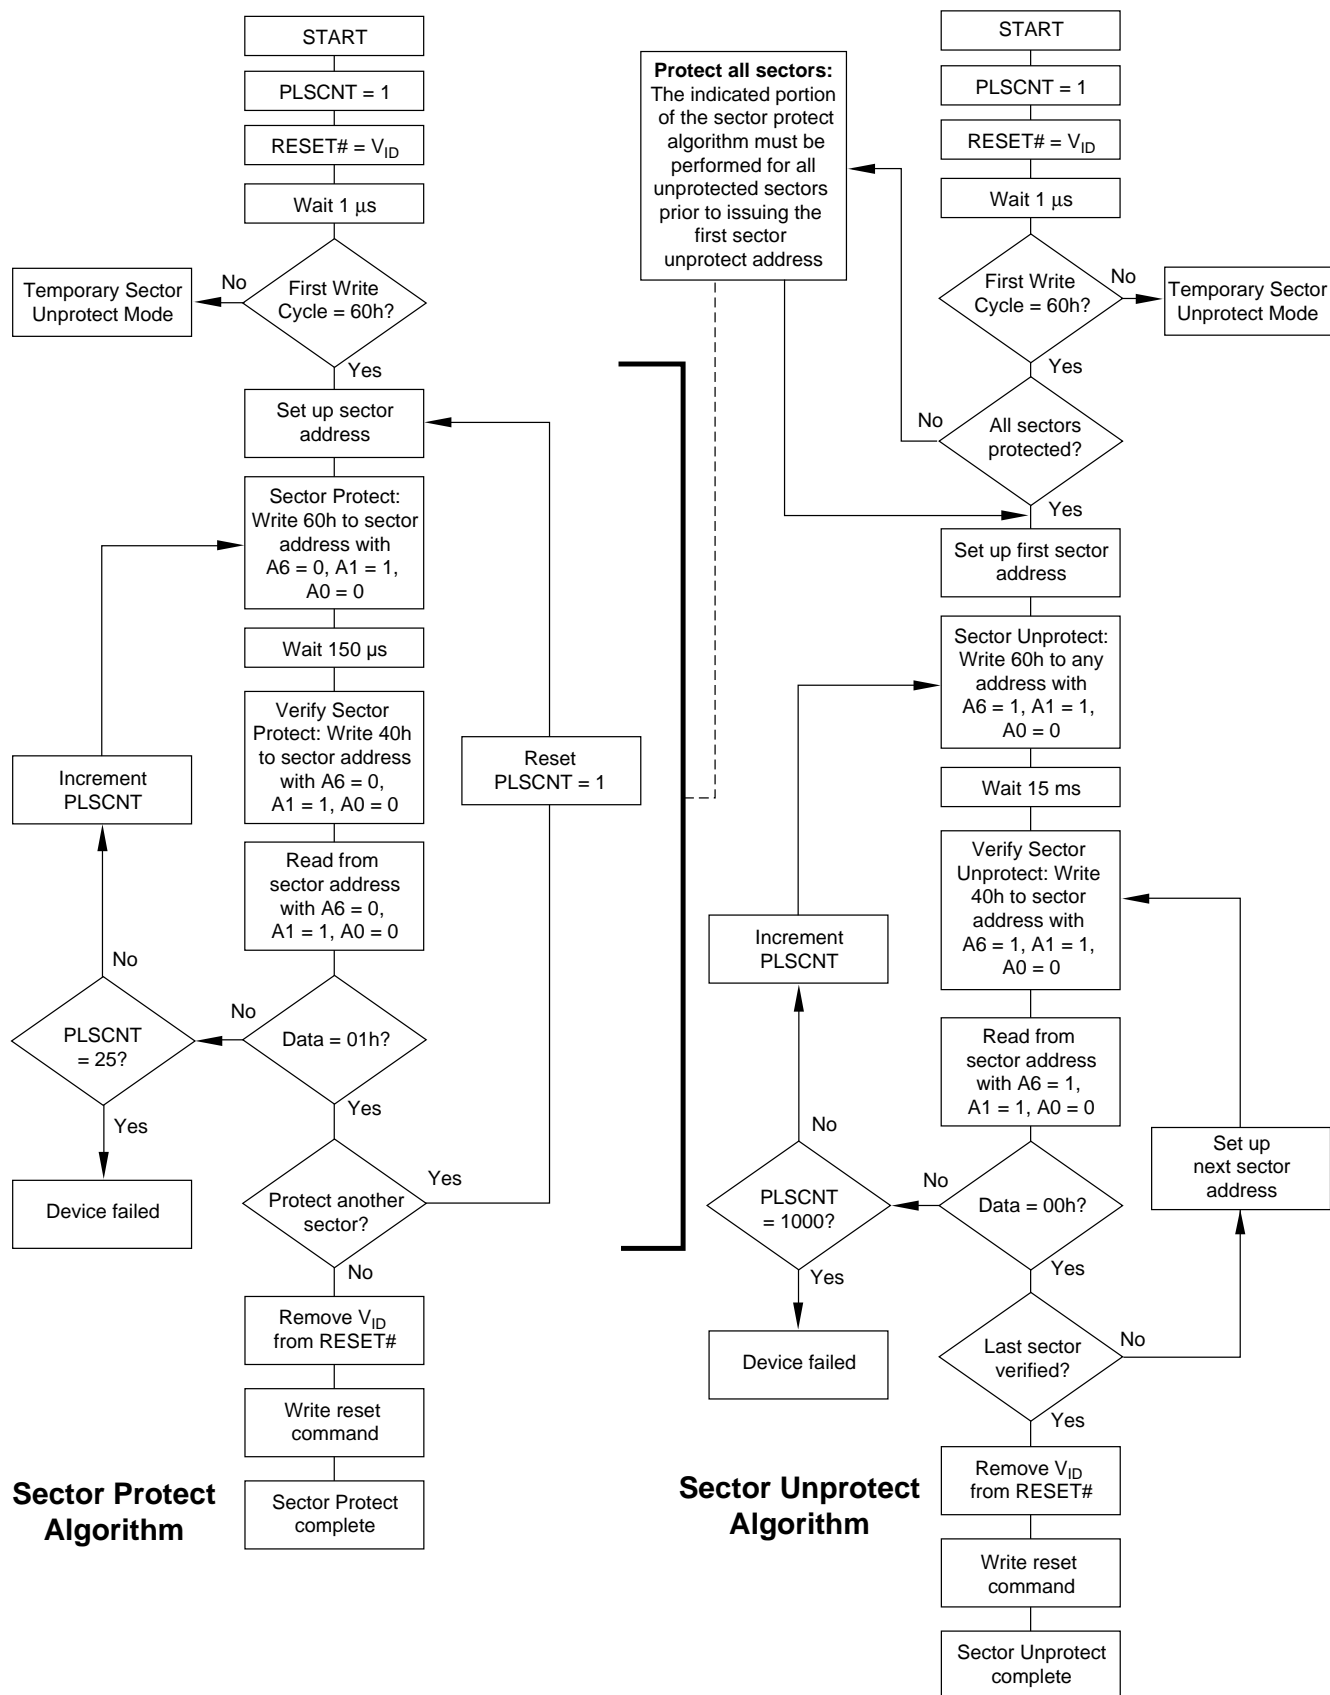 START
PLSCNT = 1
RESET# = VID
Wait 1 μs
First Write
Cycle = 60h?
No
Temporary Sector
Unprotect Mode
Yes
Set up sector
address
Sector Protect:
Write 60h to sector
address with
A6 = 0, A1 = 1,
A0 = 0
Wait 150 µs
Verify Sector
Protect: Write 40h
to sector address
with A6 = 0,
A1 = 1, A0 = 0
Reset
PLSCNT = 1
Increment
PLSCNT
Read from
sector address
with A6 = 0,
A1 = 1, A0 = 0
No
PLSCNT
= 25?
No
Data = 01h?
Yes
Yes
Device failed
Protect another
sector?
Yes
No
Remove VID
from RESET#
Write reset
command
Sector Protect
complete
Sector Protect
Algorithm
Protect all sectors:
The indicated portion
of the sector protect
algorithm must be
performed for all
unprotected sectors
prior to issuing the
first sector
unprotect address
START
PLSCNT = 1
RESET# = VID
Wait 1 μs
First Write
Cycle = 60h?
No
Temporary Sector
Unprotect Mode
Yes
No
All sectors
protected?
Yes
Set up first sector
address
Sector Unprotect:
Write 60h to any
address with
A6 = 1, A1 = 1,
A0 = 0
Wait 15 ms
Verify Sector
Unprotect: Write
40h to sector
address with
A6 = 1, A1 = 1,
A0 = 0
Increment
PLSCNT
Read from
sector address
with A6 = 1,
A1 = 1, A0 = 0
No
PLSCNT
= 1000?
No
Data = 00h?
Set up
next sector
address
Yes
Yes
Device failed
Last sector
verified?
No
Yes
Remove VID
from RESET#
Write reset
command
Sector Unprotect
complete
Sector Unprotect
Algorithm